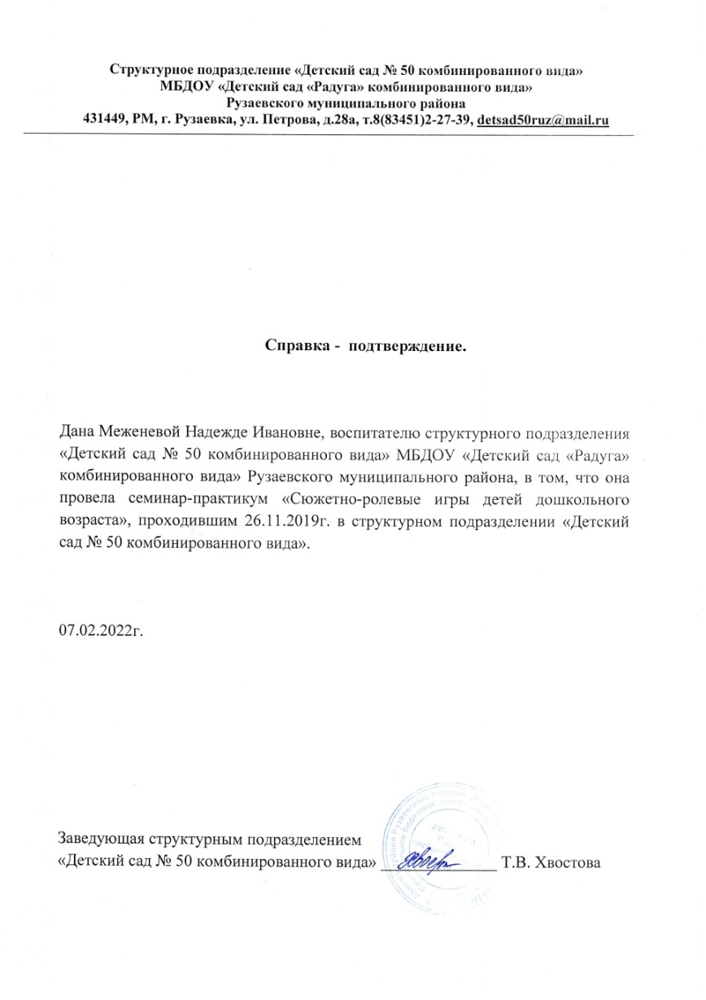 Структурное подразделение «Детский сад № 50 комбинированного вида»
МБДОУ «Детский сад «Радуга» комбинированного вида»
Рузаевского муниципального района
431449, РМ, г. Рузаевка, ул. Петрова, д.28а, т.8(83451)2-27-39, detsad50ruz@mail.ru
Справка - подтверждение.
Дана Меженевой Надежде Ивановне, воспитателю структурного подразделения
«Детский сад № 50 комбинированного вида» МБДОУ «Детский сад «Радуга»
комбинированного вида» Рузаевского муниципального района, в том, что она
провела семинар-практикум «Сюжетно-ролевые игры детей дошкольного
возраста», проходившим 26.11.2019г. в структурном подразделении «Детский
сад № 50 комбинированного вида».
07.02.2022г.
Заведующая структурным подразделением
«Детский сад № 50 комбинированного вида» Т.В. Хвостова